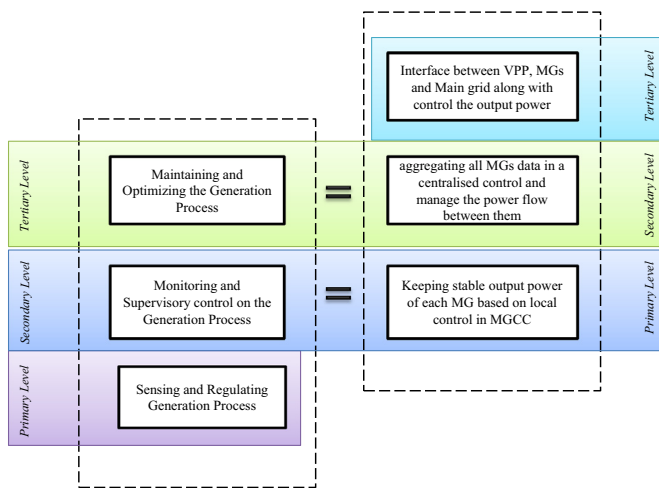 Interface between VPP, MGs
and Main grid along with
control the output power
Tertiary Level
Tertiary Level
Maintaining and
Optimizing the Generation
Process
=
aggregating all MGs data in a
centralised control and
manage the power flow
between them
Secondary Level
Secondary Level
Monitoring and
Supervisory control on the
Generation Process
=
Keeping stable output power
of each MG based on local
control in MGCC
Primary Level
Primary Level
Sensing and Regulating
Generation Process